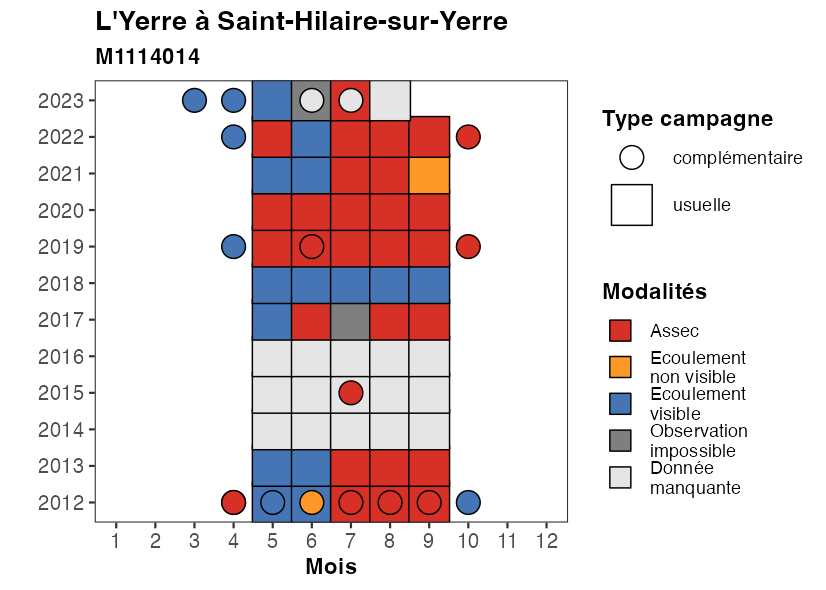 L'Yerre à Saint-Hilaire-sur-Yerre
M1114014
2023
2022
2021
2020
2019
2018
2017
2016
2015
2014
2013
2012
1 2 3 4 5 6 7 8 9 10 11 12
Mois
Type campagne
complémentaire
usuelle
Modalités
Assec
Ecoulement
non visible
Ecoulement
visible
Observation
impossible
Donnée
manquante